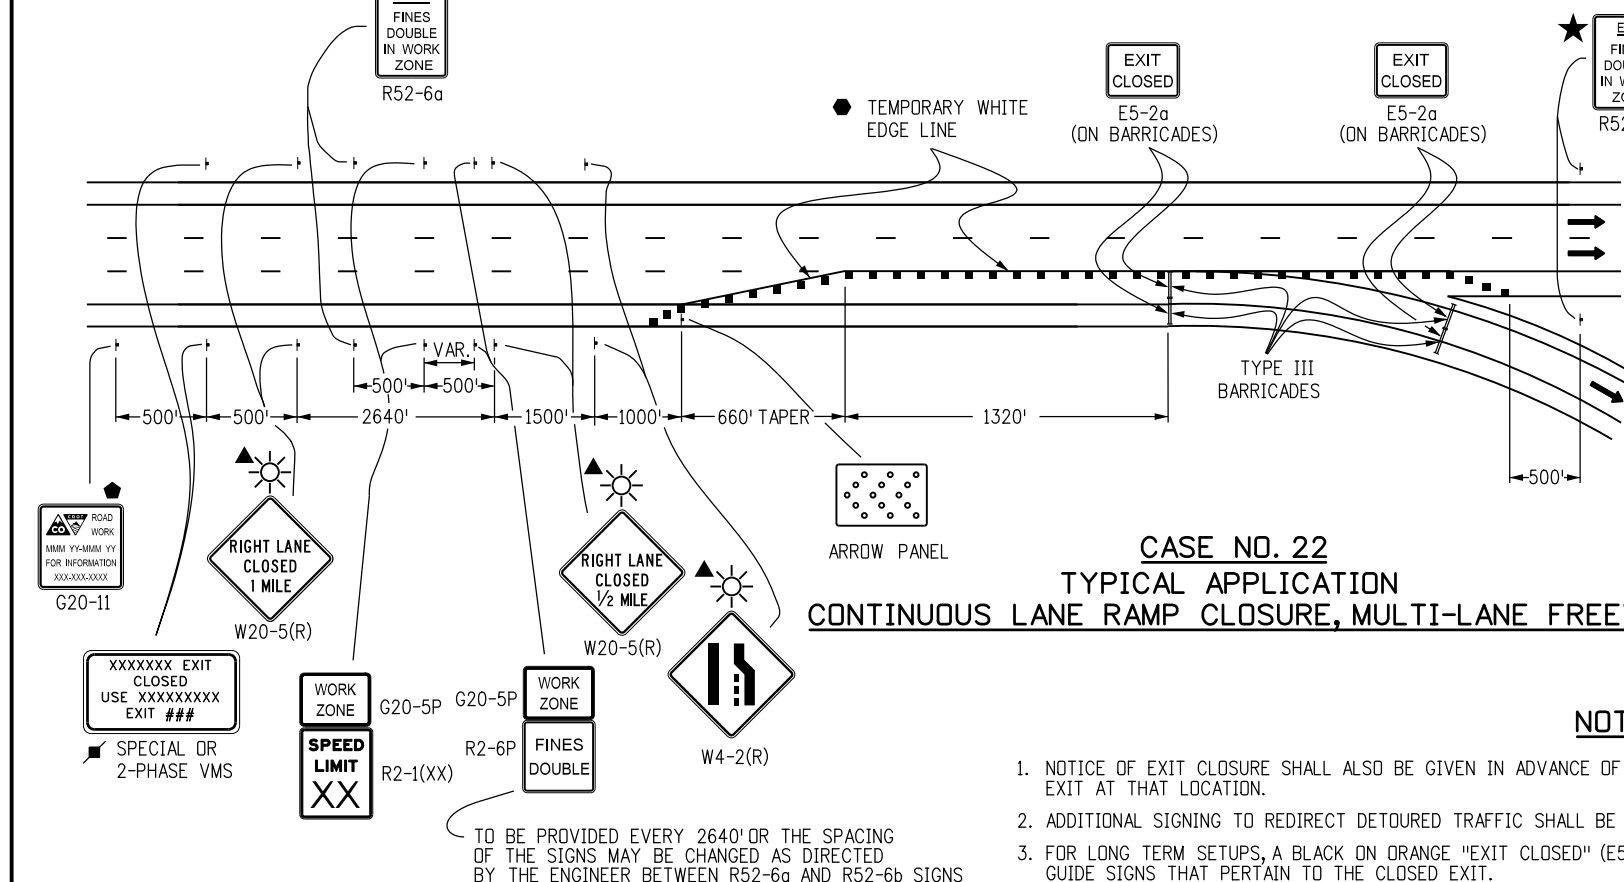 FINES
DOUBLE
IN WORK
ZONE
R52-6a
TEMPORARY WHITE
EDGE LINE
EXIT
CLOSED
E5-2a
(ON BARRICADES)
EXIT
CLOSED
E5-2a
(ON BARRICADES)
VAR.
500'
500'
500'
500'
2640'
1500'
1000'
660' TAPER
1320'
500'
TYPE III
BARRICADES
ARROW PANEL
CO
CDOT
ROAD
WORK
MMM YY-MMM YY
FOR INFORMATION
XXX-XXX-XXXX
G20-11
RIGHT LANE
CLOSED
1 MILE
W20-5(R)
RIGHT LANE
CLOSED
1/2 MILE
W20-5(R)
W4-2(R)
XXXXXXX EXIT
CLOSED
USE XXXXXXXXX
EXIT ###
SPECIAL OR
2-PHASE VMS
WORK
ZONE
G20-5P
SPEED
LIMIT
XX
R2-1(XX)
G20-5P
WORK
ZONE
R2-6P
FINES
DOUBLE
TO BE PROVIDED EVERY 2640' OR THE SPACING
OF THE SIGNS MAY BE CHANGED AS DIRECTED
BY THE ENGINEER BETWEEN R52-6a AND R52-6b SIGNS
CASE NO. 22
TYPICAL APPLICATION
CONTINUOUS LANE RAMP CLOSURE, MULTI-LANE FREE
NOT
1. NOTICE OF EXIT CLOSURE SHALL ALSO BE GIVEN IN ADVANCE OF
EXIT AT THAT LOCATION.
2. ADDITIONAL SIGNING TO REDIRECT DETOURED TRAFFIC SHALL BE
3. FOR LONG TERM SETUPS, A BLACK ON ORANGE "EXIT CLOSED" (E5
GUIDE SIGNS THAT PERTAIN TO THE CLOSED EXIT.